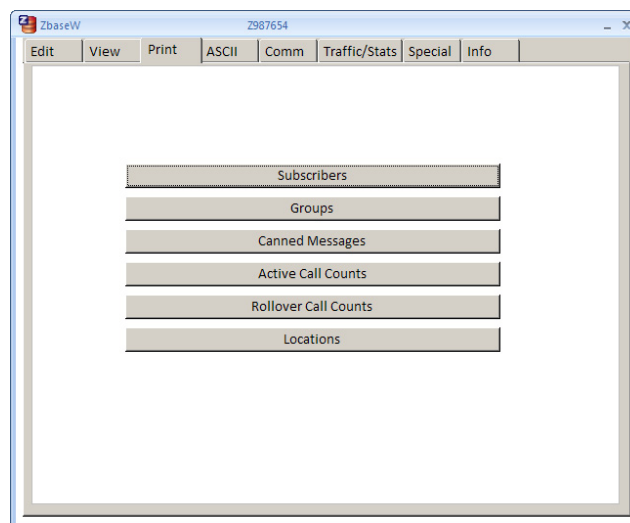 ZbaseW Z987654
Edit View Print ASCII Comm Traffic/Stats Special Info
Subscribers
Groups
Canned Messages
Active Call Counts
Rollover Call Counts
Locations